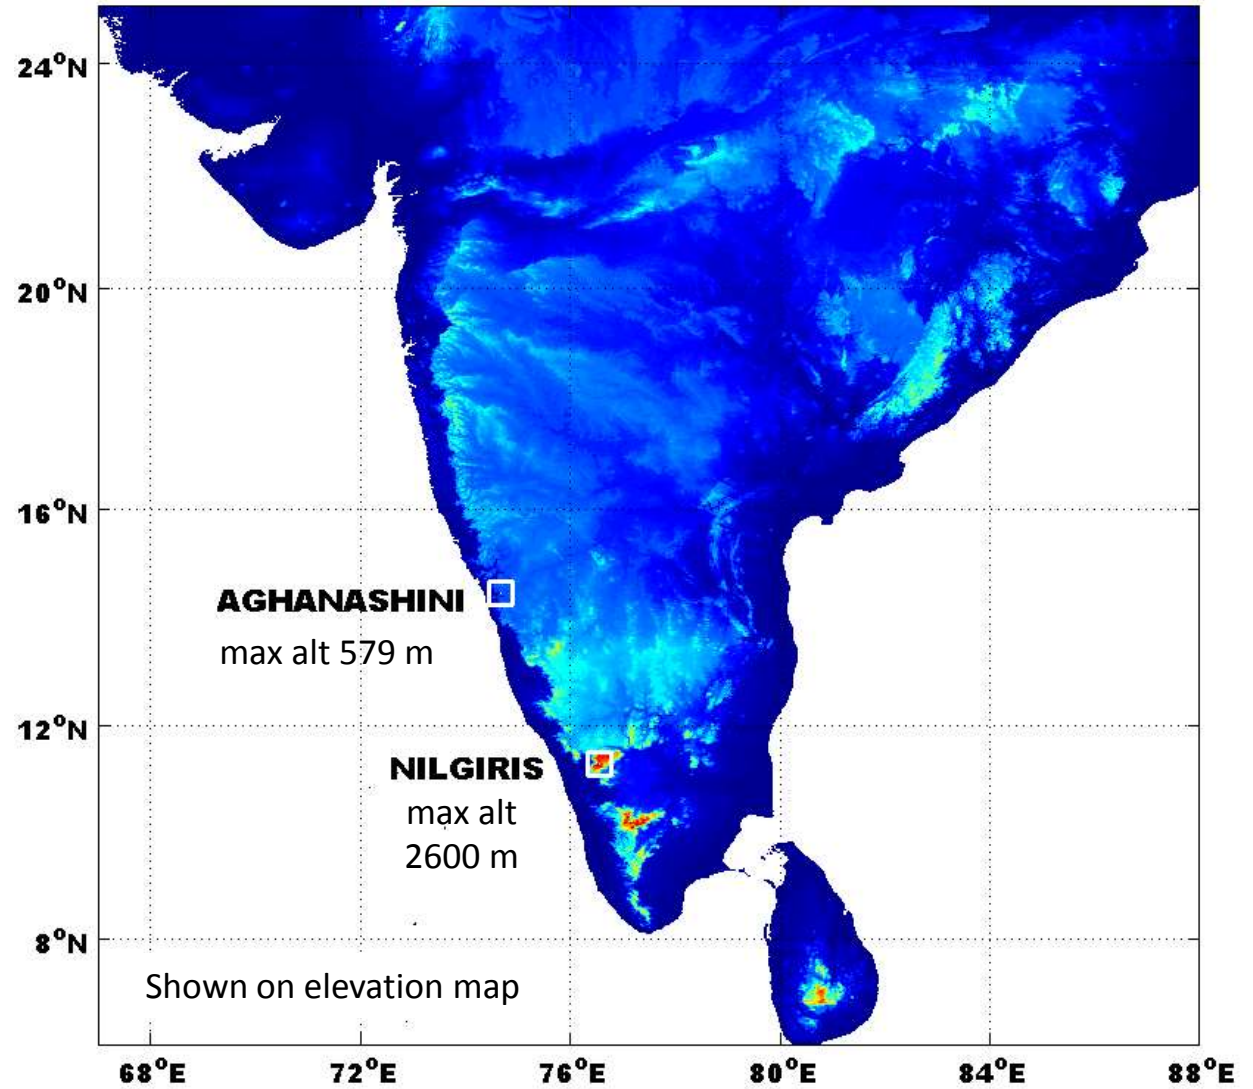 24°N
20°N
16°N
AGHANASHINI
max alt 579 m
12°N
NILGIRIS
max alt
2600 m
8°N
Shown on elevation map
68°E 72°E 76°E 80°E 84°E 88°E